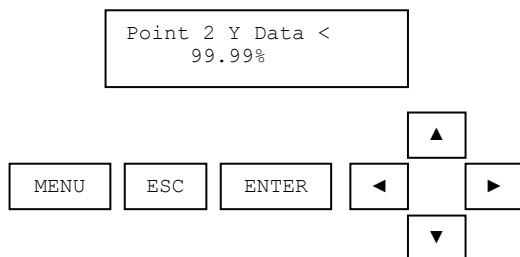 Point 2 Y Data <
99.99%
▲
MENU ESC ENTER ◄ ►
▼